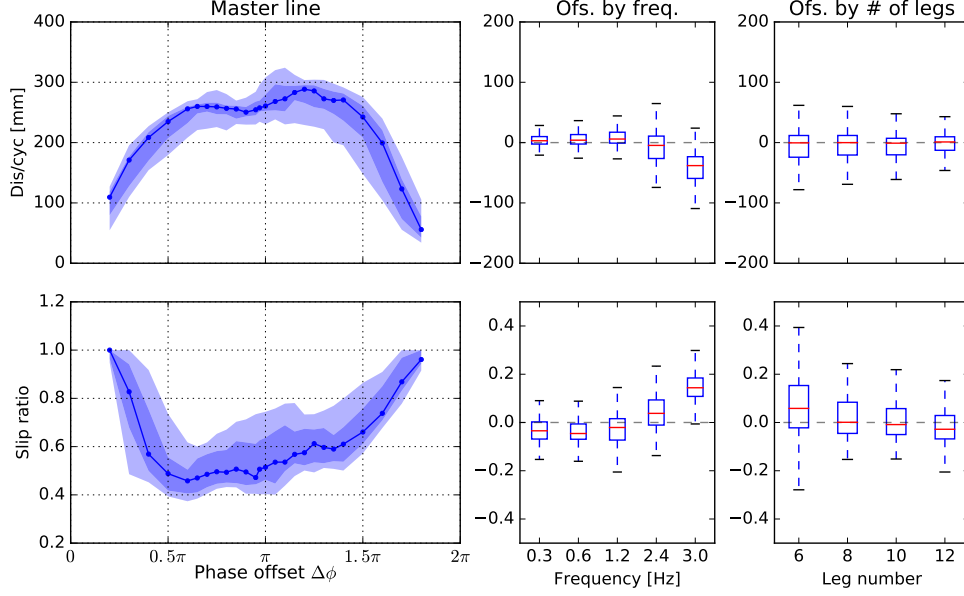 Master line
Ofs. by freq.
Ofs. by # of legs
Dis/cyc [mm]
400
300
200
100
0
200
100
0
−100
−200
200
100
0
−100
−200
Slip ratio
1.2
1.0
0.8
0.6
0.4
0.2
0.4
0.2
0.0
−0.2
−0.4
0.4
0.2
0.0
−0.2
−0.4
0 0.5π π 1.5π 2π
0.3 0.6 1.2 2.4 3.0
6 8 10 12
Phase offset Δϕ
Frequency [Hz]
Leg number